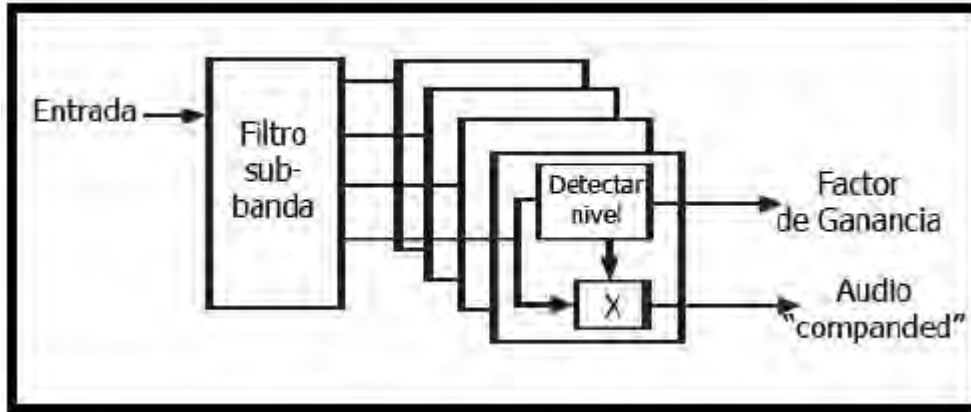 Entrada
Filtro
sub-
banda
Detectar
nivel
X
Factor
de Ganancia
Audio
"companded"